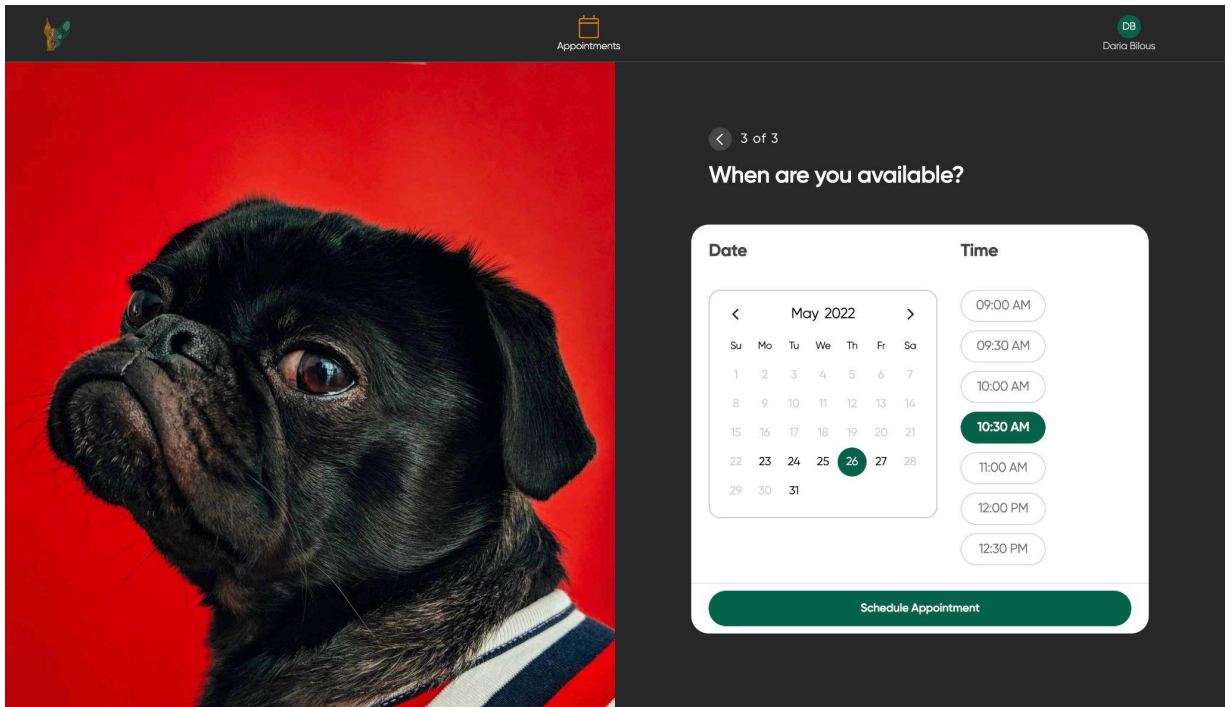 Appointments
DB
Daria Bilous
3 of 3
When are you available?
Date
May 2022
Su Mo Tu We Th Fr Sa
1 2 3 4 5 6 7
8 9 10 11 12 13 14
15 16 17 18 19 20 21
22 23 24 25 26 27 28
29 30 31
Time
09:00 AM
09:30 AM
10:00 AM
10:30 AM
11:00 AM
12:00 PM
12:30 PM
Schedule Appointment